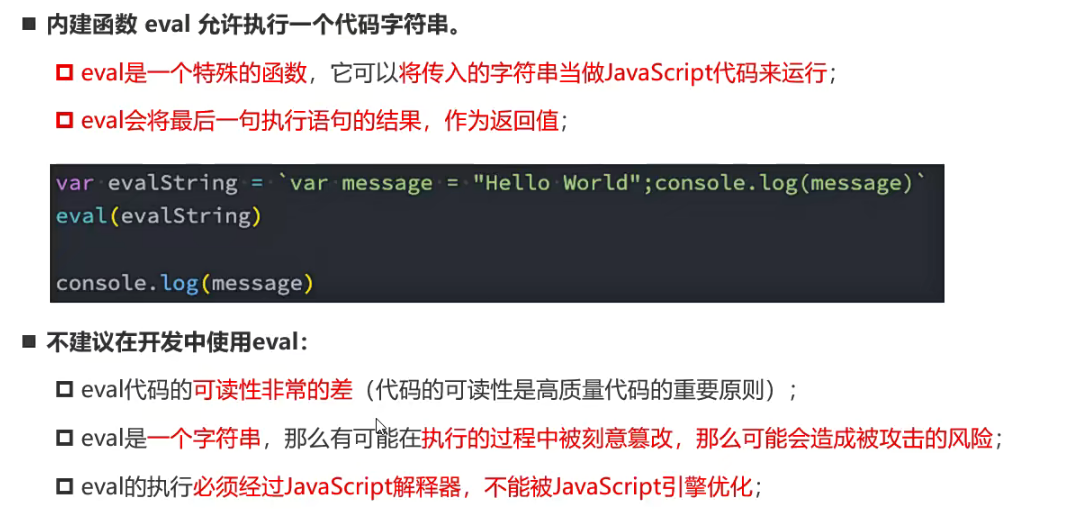 内建函数 eval 允许执行一个代码字符串。
eval是一个特殊的函数，它可以将传入的字符串当做JavaScript代码来运行；
eval会将最后一句执行语句的结果，作为返回值；
var evalString = `var message = "Hello World";console.log(message)`
eval(evalString)
console.log(message)
不建议在开发中使用eval：
eval代码的可读性非常的差（代码的可读性是高质量代码的重要原则）；
eval是一个字符串，那么有可能在执行的过程中被刻意篡改，那么可能会造成被攻击的风险；
eval的执行必须经过JavaScript解释器，不能被JavaScript引擎优化；